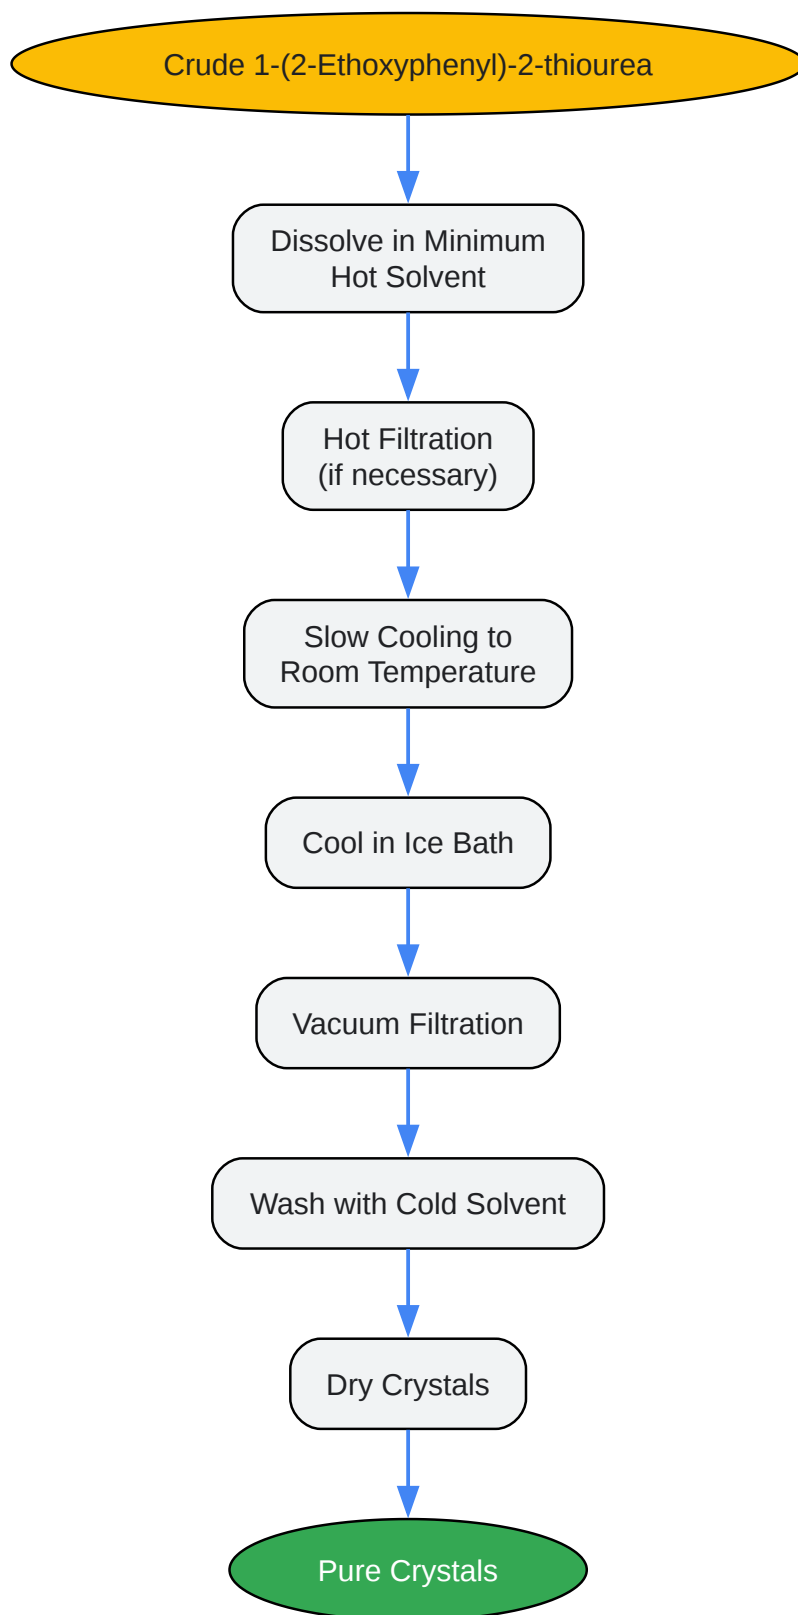 Crude 1-(2-Ethoxyphenyl)-2-thiourea
Dissolve in Minimum
Hot Solvent
Hot Filtration
(if necessary)
Slow Cooling to
Room Temperature
Cool in Ice Bath
Vacuum Filtration
Wash with Cold Solvent
Dry Crystals
Pure Crystals